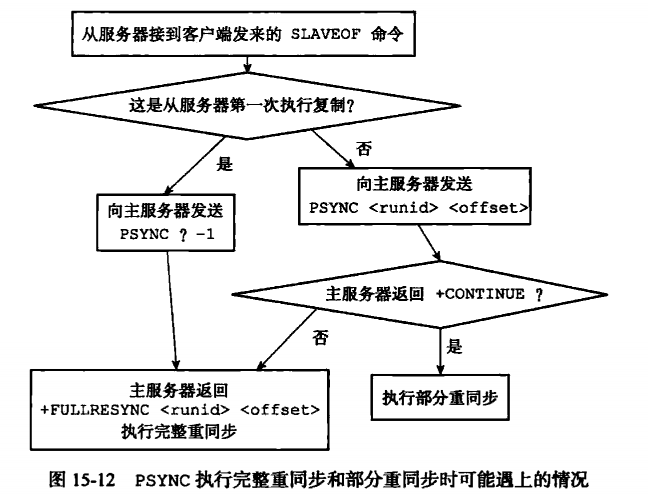 从服务器接到客户端发来的 SLAVEOF 命令
这是从服务器第一次执行复制?
是
否
向主服务器发送
PSYNC ? -1
向主服务器发送
PSYNC <runid> <offset>
主服务器返回 +CONTINUE ?
否
是
主服务器返回
+FULLRESYNC <runid> <offset>
执行完整重同步
执行部分重同步
图 15-12 PSYNC 执行完整重同步和部分重同步时可能遇上的情况